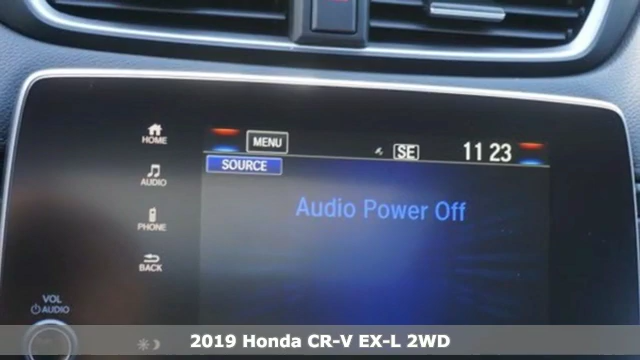 HOME
MENU
SE
11 23
SOURCE
AUDIO
Audio Power Off
PHONE
BACK
VOL
AUDIO
2019 Honda CR-V EX-L 2WD